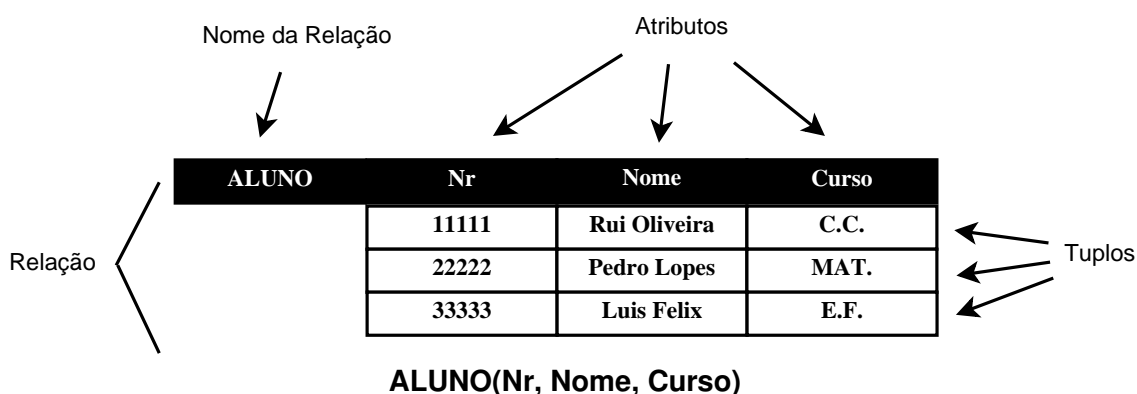 Nome da Relação
Atributos
ALUNO Nr Nome Curso
11111 Rui Oliveira C.C.
22222 Pedro Lopes MAT.
33333 Luis Felix E.F.
Relação
Tuplos
ALUNO(Nr, Nome, Curso)